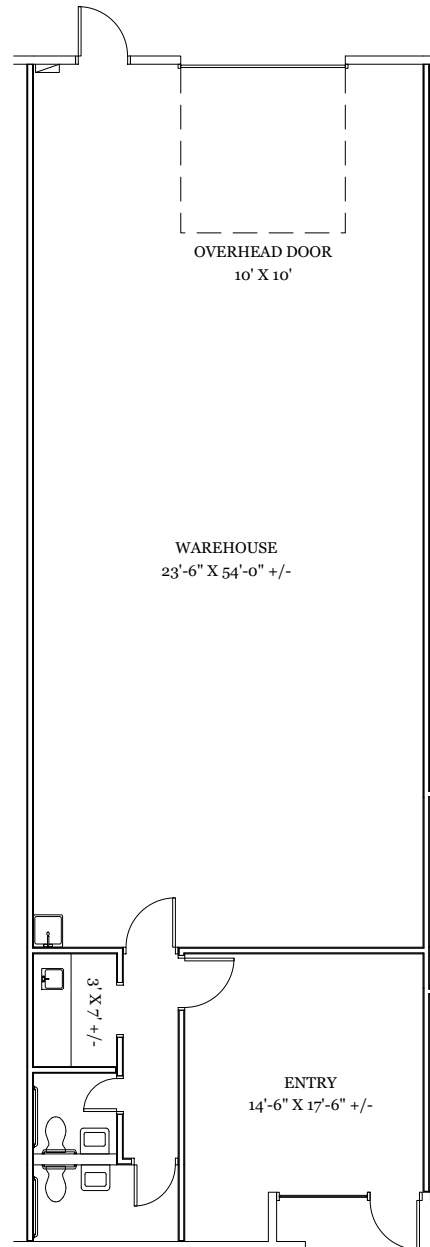 OVERHEAD DOOR
10' X 10'
WAREHOUSE
23'-6" X 54'-0" +/-
3' X 7' +/-
ENTRY
14'-6" X 17'-6" +/-